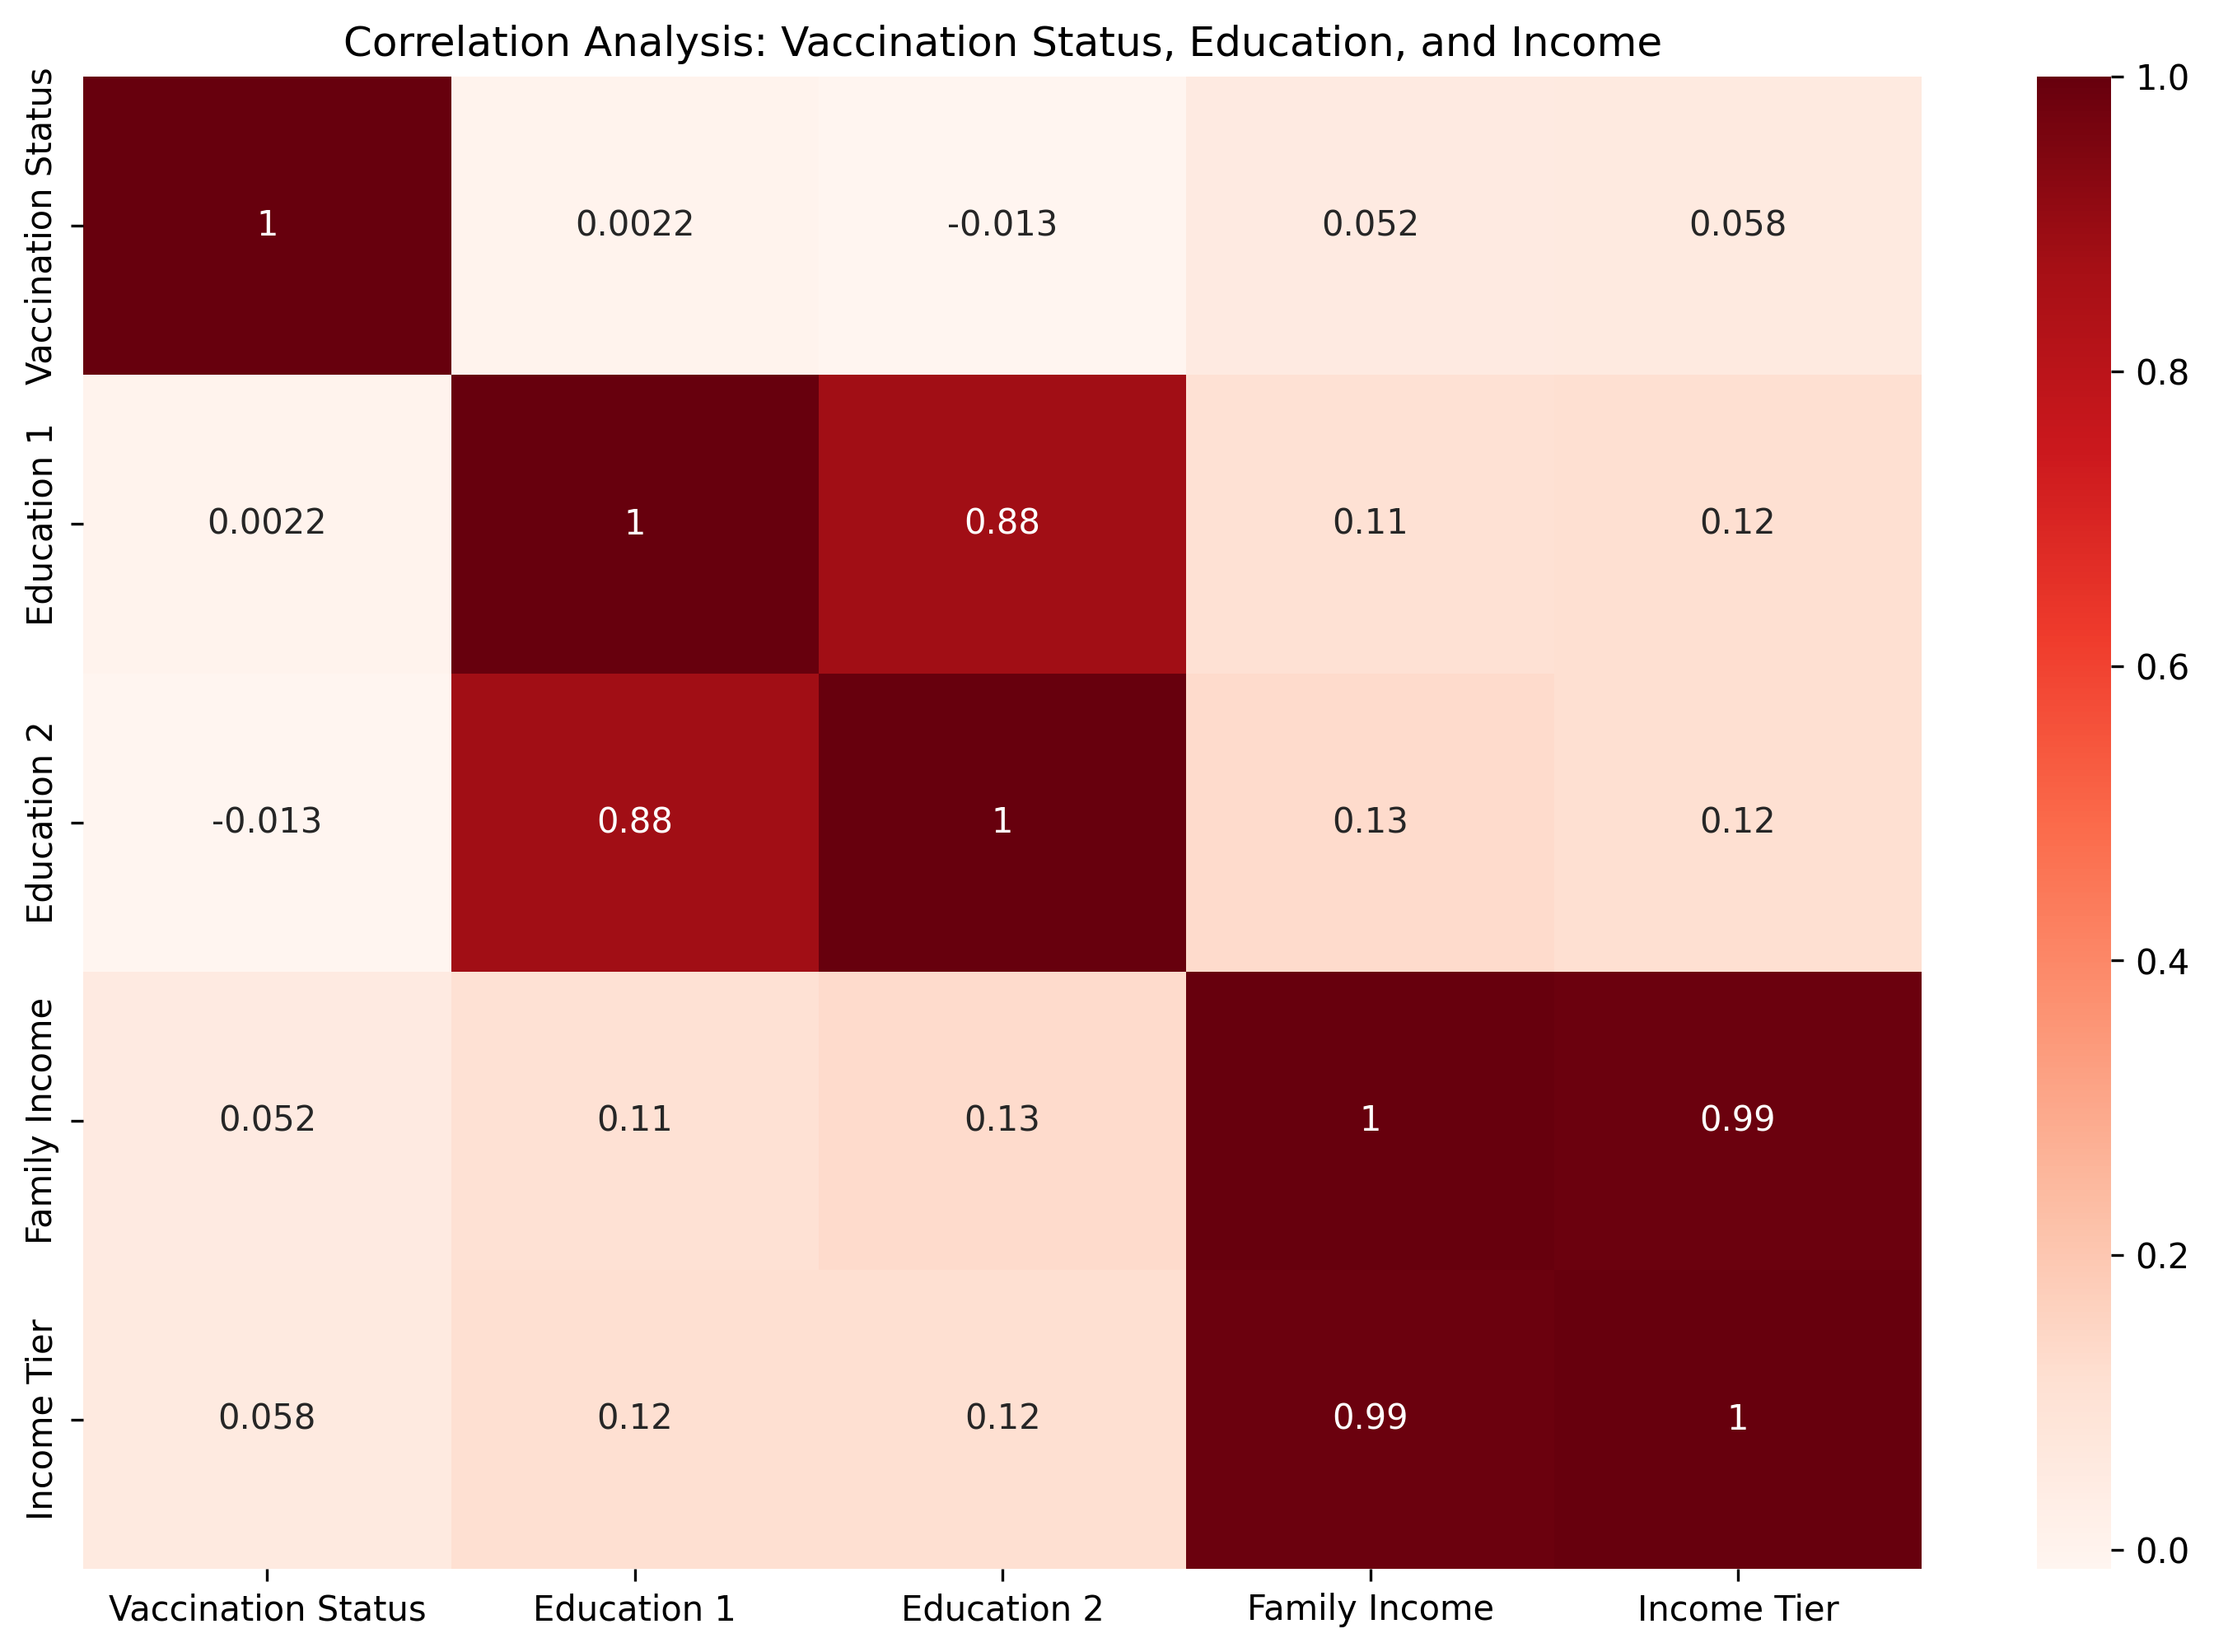 Correlation Analysis: Vaccination Status, Education, and Income
Vaccination Status
1
0.0022
-0.013
0.052
0.058
Education 1
0.0022
1
0.88
0.11
0.12
Education 2
-0.013
0.88
1
0.13
0.12
Family Income
0.052
0.11
0.13
1
0.99
Income Tier
0.058
0.12
0.12
0.99
1
Vaccination Status
Education 1
Education 2
Family Income
Income Tier
1.0
0.8
0.6
0.4
0.2
0.0